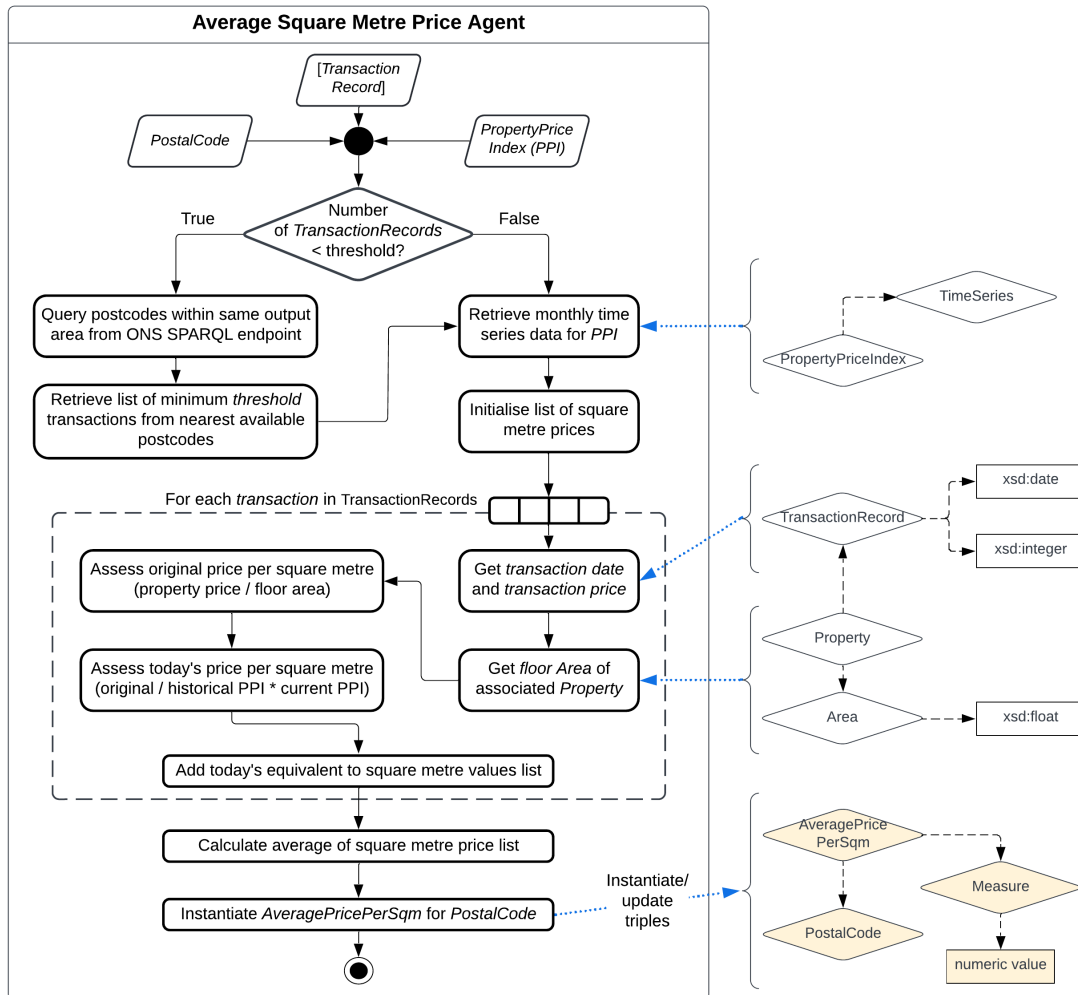 Average Square Metre Price Agent
[Transaction
Record]
PostalCode
PropertyPrice
Index (PPI)
Number
of TransactionRecords
< threshold?
True
False
Query postcodes within same output
area from ONS SPARQL endpoint
Retrieve monthly time
series data for PPI
Retrieve list of minimum threshold
transactions from nearest available
postcodes
Initialise list of square
metre prices
For each transaction in TransactionRecords
Assess original price per square metre
(property price / floor area)
Get transaction date
and transaction price
Assess today's price per square metre
(original / historical PPI * current PPI)
Get floor Area of
associated Property
Add today's equivalent to square metre values list
Calculate average of square metre price list
Instantiate AveragePricePerSqm for PostalCode
Instantiate/
update
triples
TimeSeries
PropertyPriceIndex
TransactionRecord
xsd:date
xsd:integer
Property
Area
xsd:float
AveragePrice
PerSqm
Measure
PostalCode
numeric value